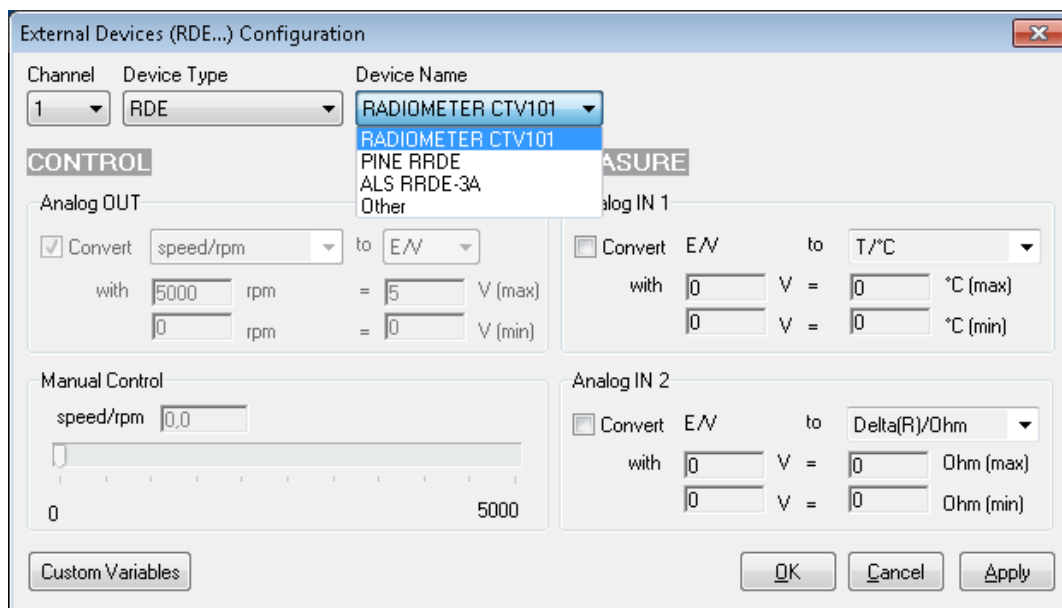 External Devices (RDE...) Configuration
Channel Device Type Device Name
1 RDE RADIOMETER CTV101
RADIOMETER CTV101
PINE RRDE
ALS RRDE-3A
Other
CONTROL
ASURE
Analog OUT
Convert speed/rpm to E/V
with 5000 rpm = 5 V (max)
0 rpm = 0 V (min)
alog IN 1
Convert E/V to T/°C
with 0 V = 0 °C (max)
0 V = 0 °C (min)
Manual Control
speed/rpm 0,0
0 5000
Analog IN 2
Convert E/V to Delta(R)/Ohm
with 0 V = 0 Ohm (max)
0 V = 0 Ohm (min)
Custom Variables OK Cancel Apply